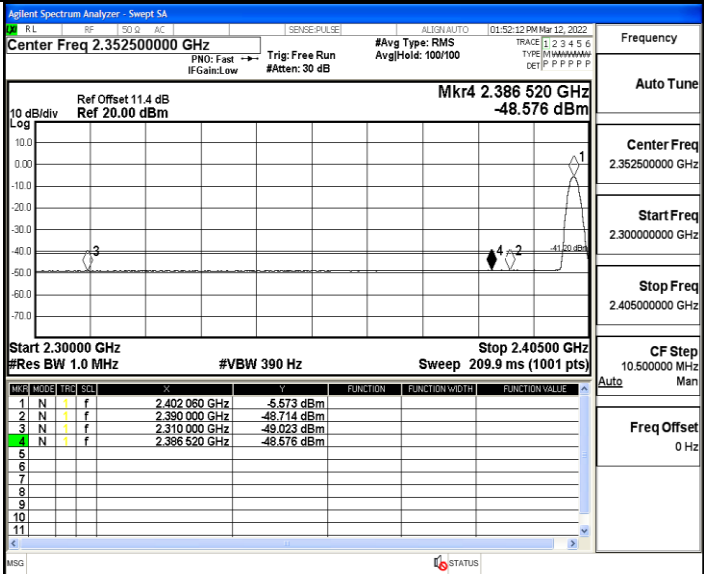 Agilent Spectrum Analyzer - Swept SA
RL RF 50 Ω AC SENSE:PULSE ALIGN AUTO 01:52:12 PM Mar 12, 2022
Center Freq 2.352500000 GHz
PNO: Fast
IFGain:Low
Trig: Free Run
#Atten: 30 dB
#Avg Type: RMS
Avg|Hold: 100/100
TRACE 1 2 3 4 5 6
TYPE
DET P P P P P P
Ref Offset 11.4 dB
10 dB/div Ref 20.00 dBm
Log
Mkr4 2.386 520 GHz
-48.576 dBm
10.0
0.00
-10.0
-20.0
-30.0
-40.0
-50.0
-60.0
-70.0
1
3
4
2
-41.20 dBm
Start 2.30000 GHz Stop 2.40500 GHz
#Res BW 1.0 MHz #VBW 390 Hz Sweep 209.9 ms (1001 pts)
MKR MODE TRC SCL X Y FUNCTION FUNCTION WIDTH FUNCTION VALUE
1 N 1 f 2.402 060 GHz -5.573 dBm
2 N 1 f 2.390 000 GHz -48.714 dBm
3 N 1 f 2.310 000 GHz -49.023 dBm
4 N 1 f 2.386 520 GHz -48.576 dBm
5
6
7
8
9
10
11
MSG STATUS
Frequency
Auto Tune
Center Freq
2.352500000 GHz
Start Freq
2.300000000 GHz
Stop Freq
2.405000000 GHz
CF Step
10.500000 MHz
Auto Man
Freq Offset
0 Hz